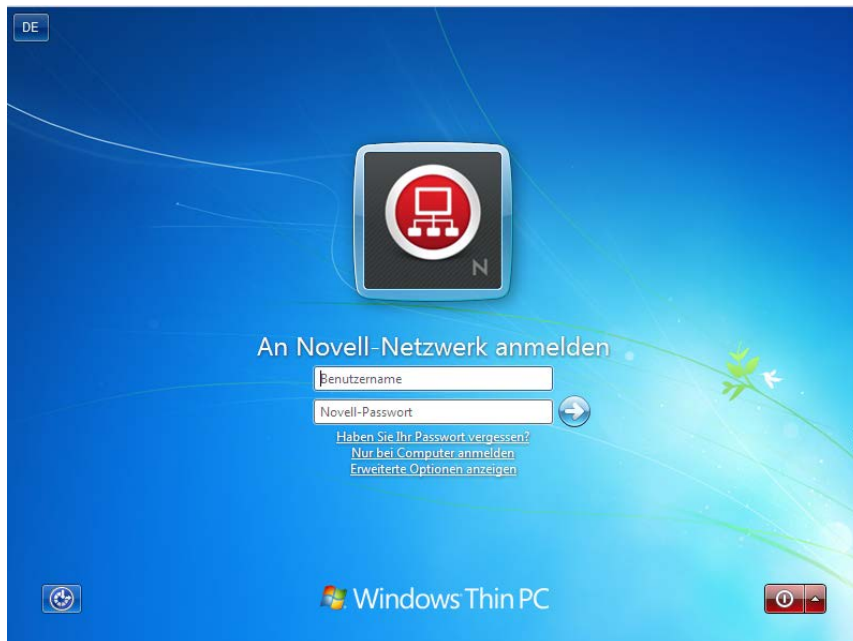 DE
N
An Novell-Netzwerk anmelden
Benutzername
Novell-Passwort
Haben Sie Ihr Passwort vergessen?
Nur bei Computer anmelden
Erweiterte Optionen anzeigen
Windows Thin PC